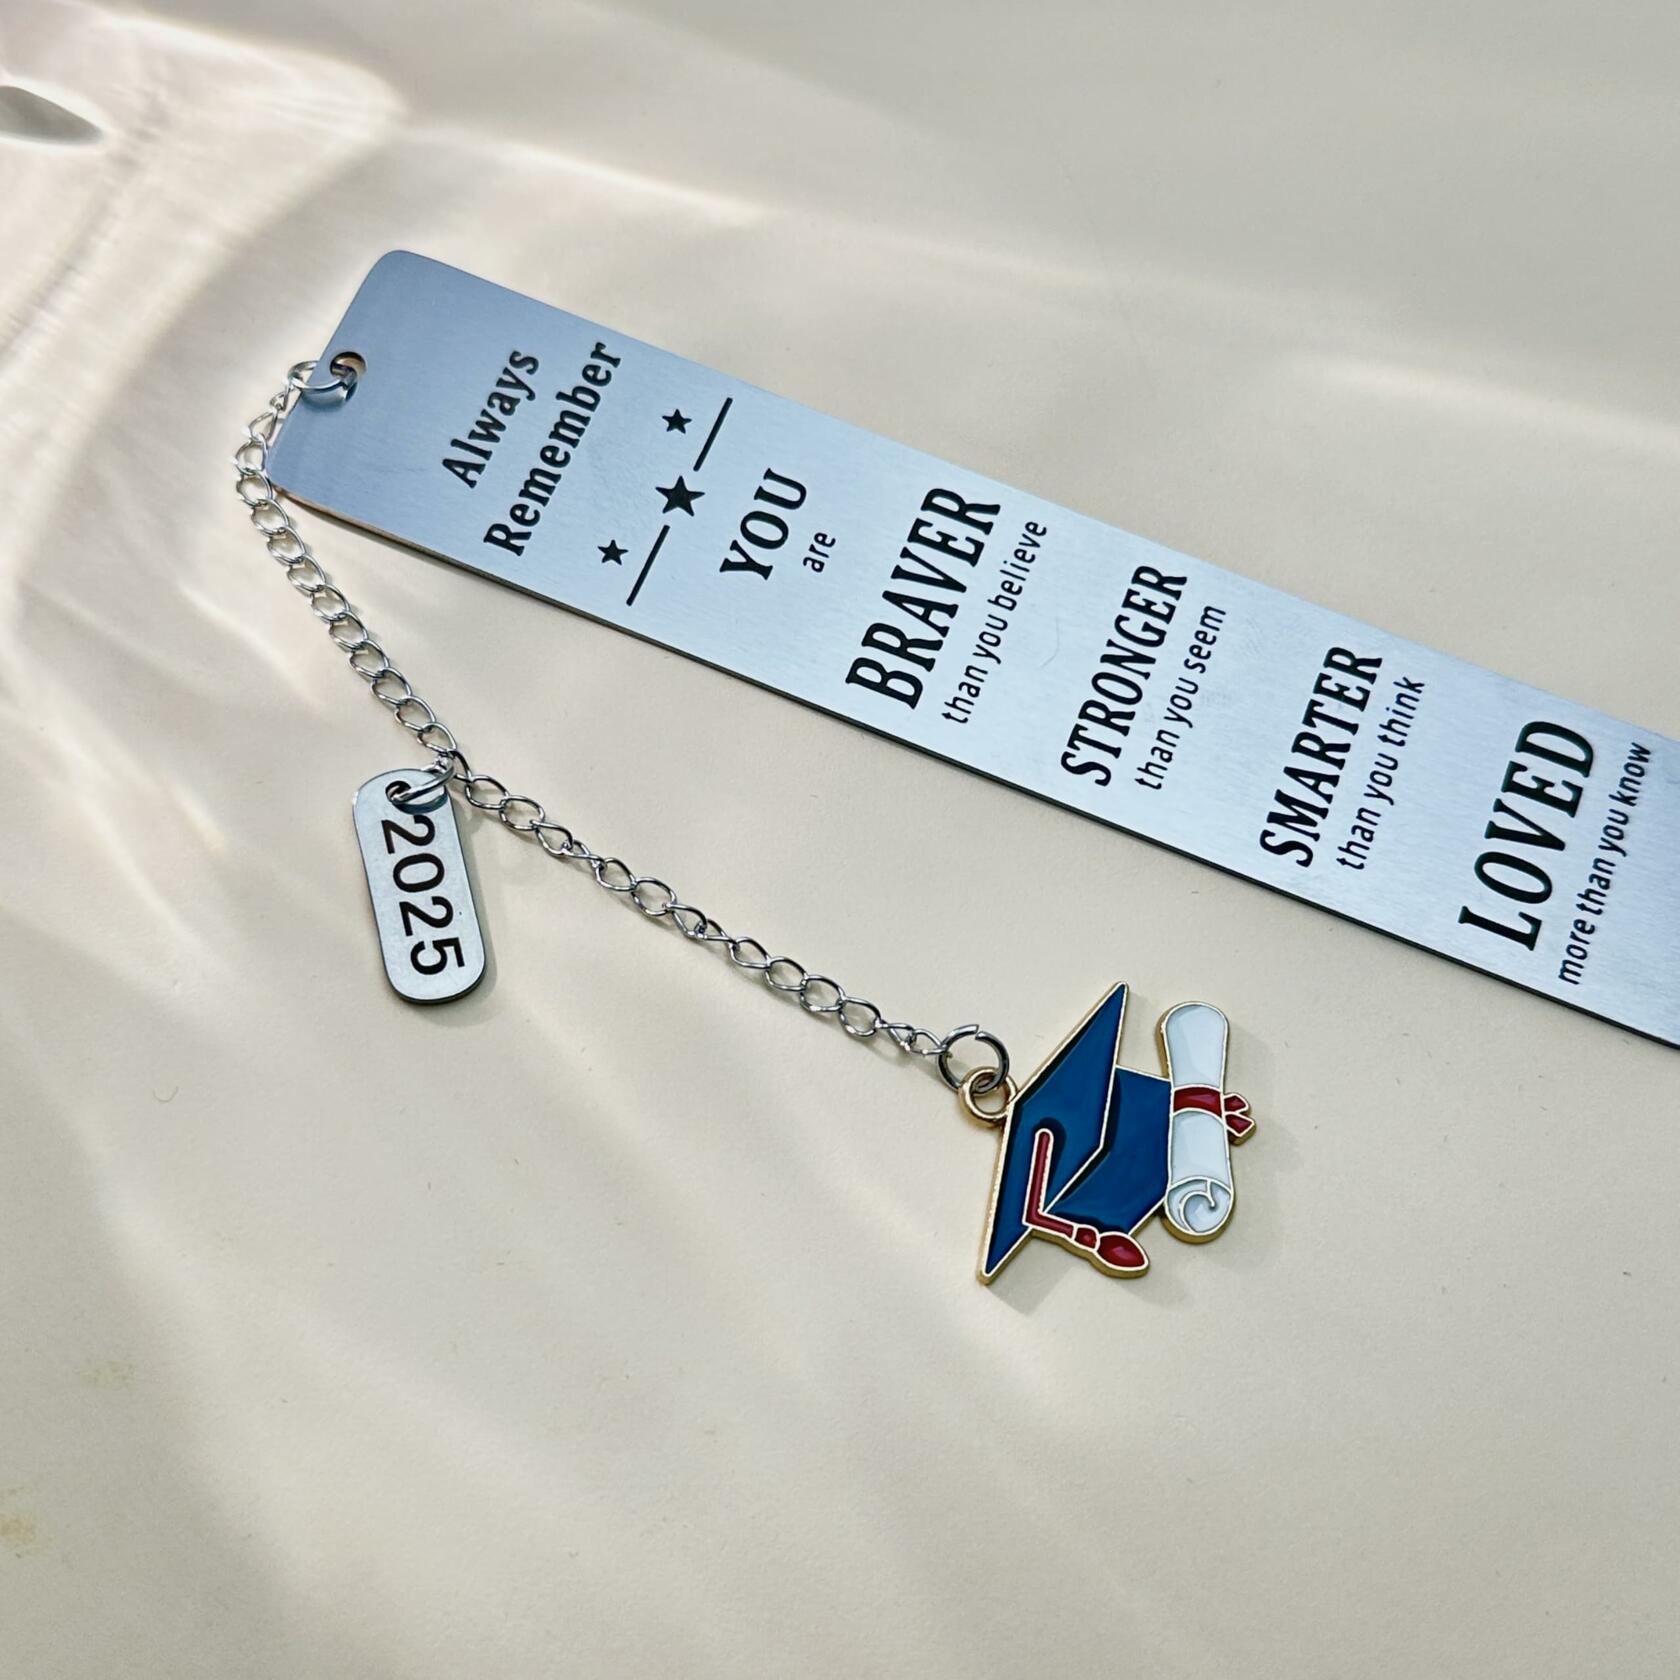 Always
Remember
YOU
are
BRAVER
than you believe
STRONGER
than you seem
SMARTER
than you think
LOVED
more than you know
2025